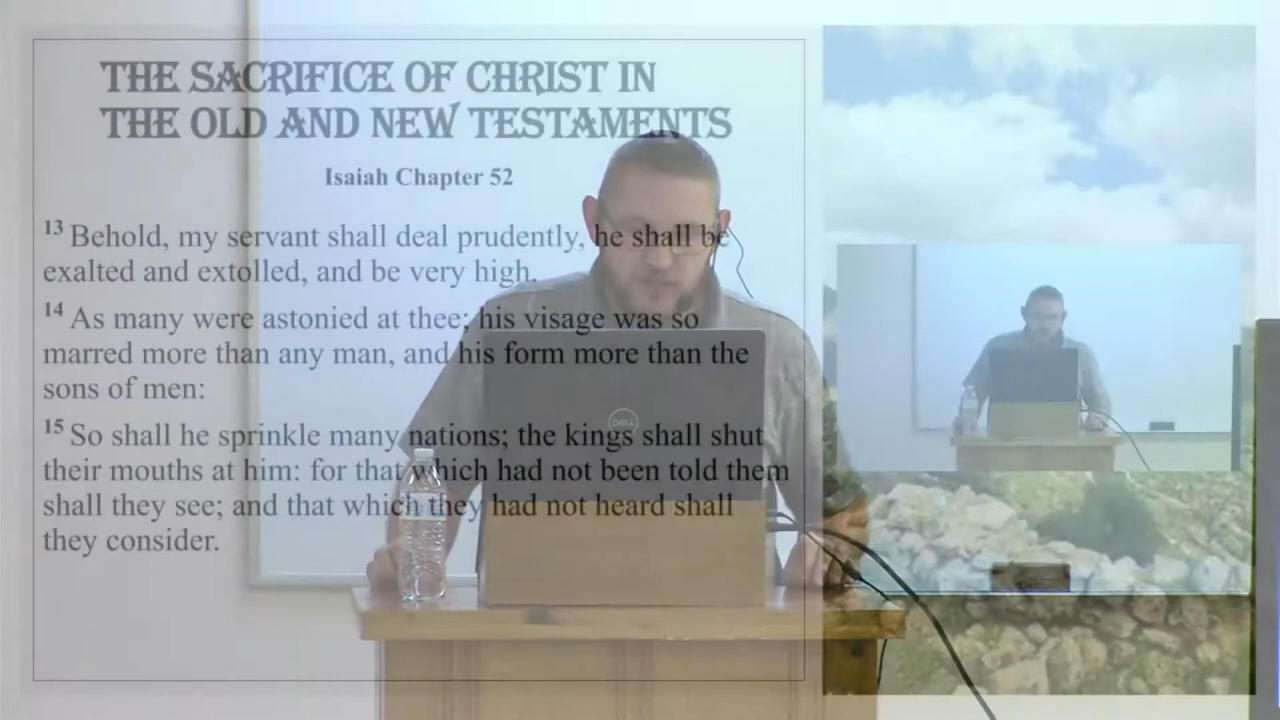 THE SACRIFICE OF CHRIST IN
THE OLD AND NEW TESTAMENTS
Isaiah Chapter 52
13 Behold, my servant shall deal prudently, he shall be
exalted and extolled, and be very high.
14 As many were astonied at thee; his visage was so
marred more than any man, and his form more than the
sons of men:
15 So shall he sprinkle many nations; the kings shall shut
their mouths at him: for that which had not been told them
shall they see; and that which they had not heard shall
they consider.
DELL